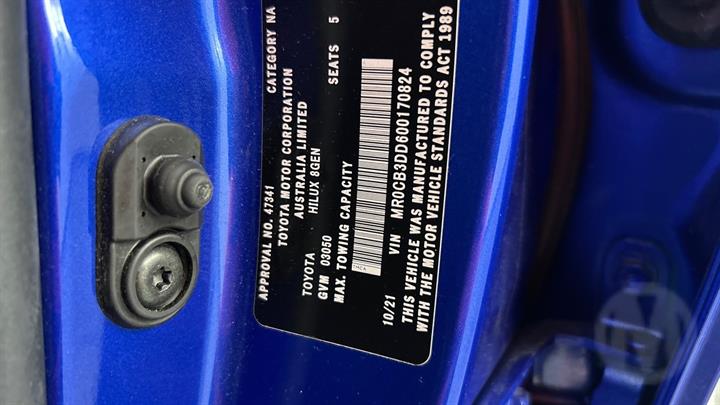 APPROVAL NO. 47341 CATEGORY NA
TOYOTA MOTOR CORPORATION
AUSTRALIA LIMITED
TOYOTA HILUX 8GEN
GVM 03050 SEATS 5
MAX. TOWING CAPACITY
10/21 VIN MR0CB3DD600170824
THIS VEHICLE WAS MANUFACTURED TO COMPLY
WITH THE MOTOR VEHICLE STANDARDS ACT 1989